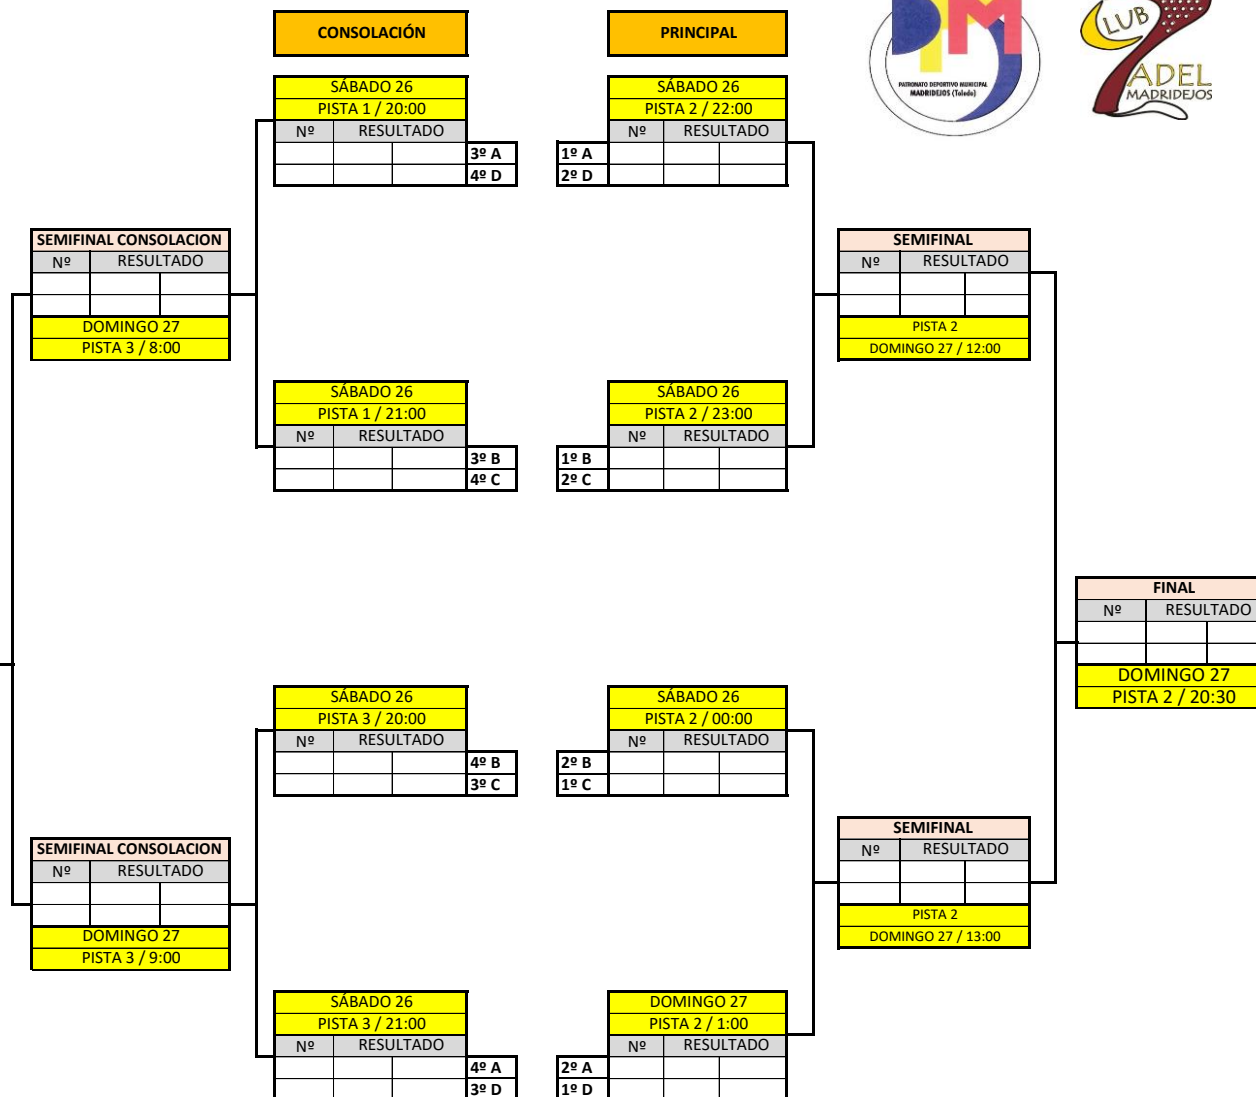 CONSOLACIÓN
PRINCIPAL
PATRONATO DEPORTIVO MUNICIPAL
MADRIDEJOS (Toledo)
CLUB
PADEL
MADRIDEJOS
SÁBADO 26
PISTA 1 / 20:00
Nº RESULTADO
3º A
4º D
SÁBADO 26
PISTA 2 / 22:00
Nº RESULTADO
1º A
2º D
SEMIFINAL CONSOLACION
Nº RESULTADO
DOMINGO 27
PISTA 3 / 8:00
SEMIFINAL
Nº RESULTADO
PISTA 2
DOMINGO 27 / 12:00
SÁBADO 26
PISTA 1 / 21:00
Nº RESULTADO
3º B
4º C
SÁBADO 26
PISTA 2 / 23:00
Nº RESULTADO
1º B
2º C
FINAL
Nº RESULTADO
DOMINGO 27
PISTA 2 / 20:30
SÁBADO 26
PISTA 3 / 20:00
Nº RESULTADO
4º B
3º C
SÁBADO 26
PISTA 2 / 00:00
Nº RESULTADO
2º B
1º C
SEMIFINAL CONSOLACION
Nº RESULTADO
DOMINGO 27
PISTA 3 / 9:00
SEMIFINAL
Nº RESULTADO
PISTA 2
DOMINGO 27 / 13:00
SÁBADO 26
PISTA 3 / 21:00
Nº RESULTADO
4º A
3º D
DOMINGO 27
PISTA 2 / 1:00
Nº RESULTADO
2º A
1º D